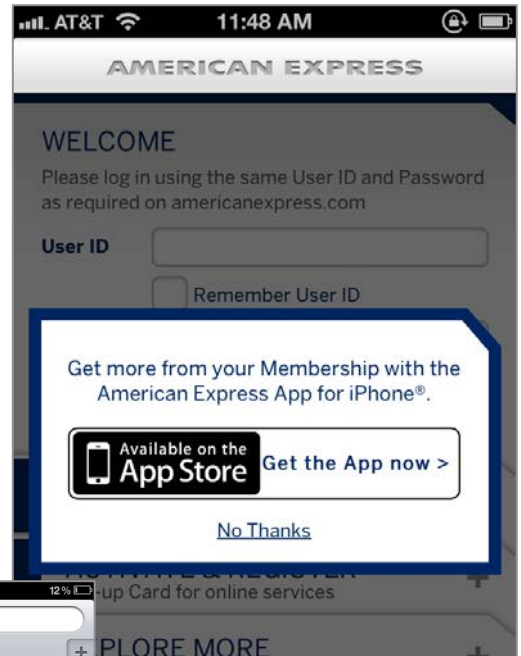 AT&T 11:48 AM
AMERICAN EXPRESS
WELCOME
Please log in using the same User ID and Password
as required on americanexpress.com
User ID
Remember User ID
Get more from your Membership with the
American Express App for iPhone®.
Available on the
App Store
Get the App now >
No Thanks
ACTIVATE & REGISTER +
12%
-up Card for online services
+
PLORE MORE +